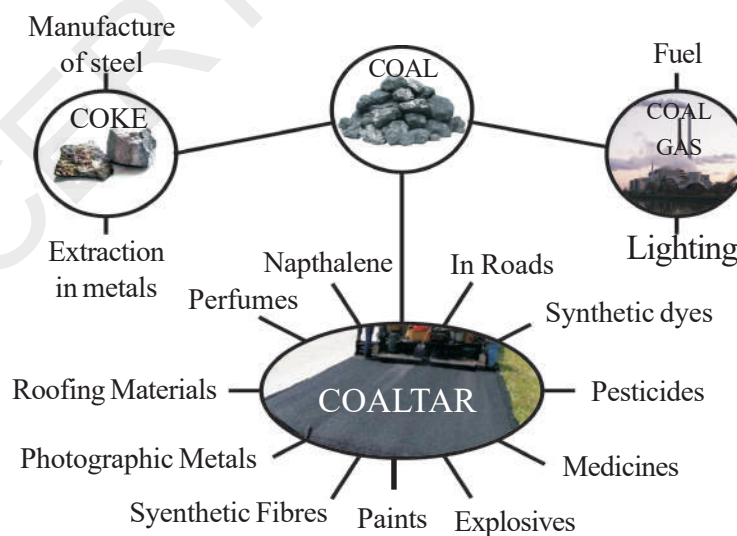 Manufacture
of steel
COKE
Extraction
in metals
COAL
Fuel
COAL
GAS
Lighting
Napthalene
In Roads
Perfumes
Synthetic dyes
Roofing Materials
COALTAR
Pesticides
Photographic Metals
Medicines
Syenthetic Fibres
Paints
Explosives